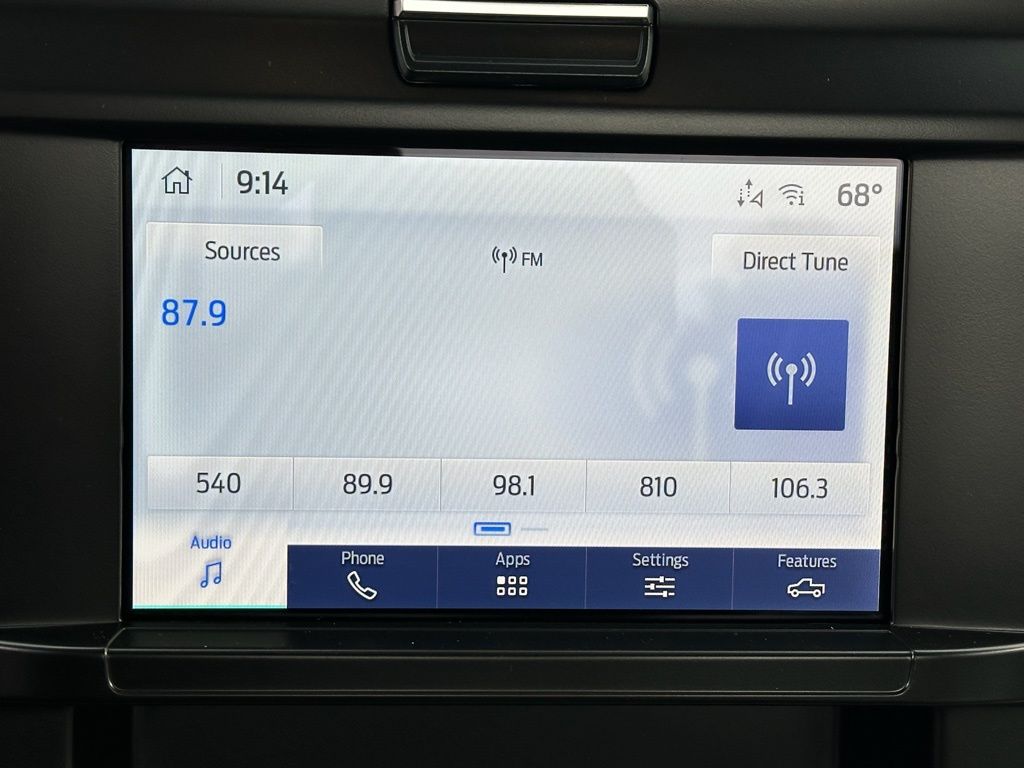 9:14
68°
Sources
FM
Direct Tune
87.9
540
89.9
98.1
810
106.3
Audio
Phone
Apps
Settings
Features